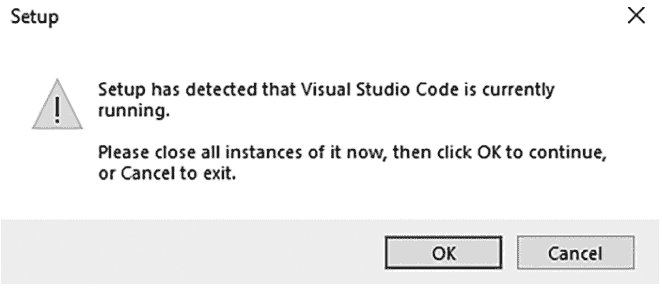 Setup
Setup has detected that Visual Studio Code is currently
running.
Please close all instances of it now, then click OK to continue,
or Cancel to exit.
OK
Cancel